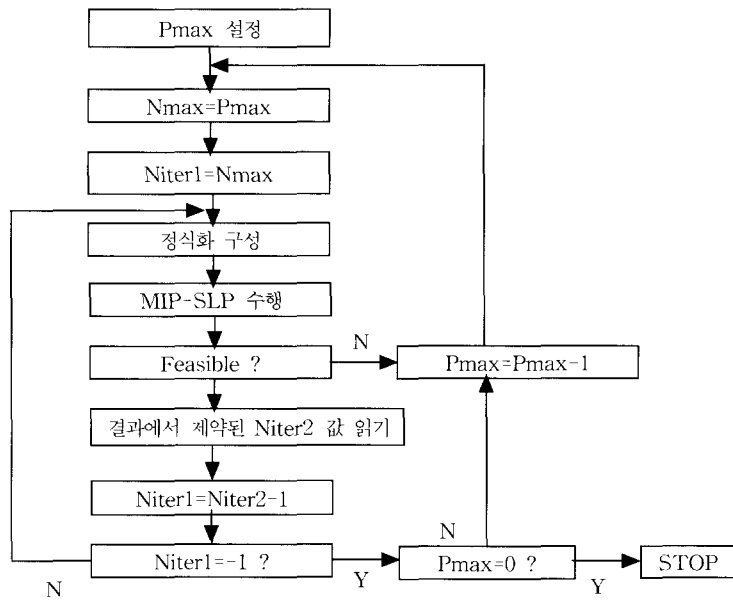 Pmax 설정
Nmax=Pmax
Niter1=Nmax
정식화 구성
MIP-SLP 수행
Feasible ?
N
Pmax=Pmax-1
결과에서 제약된 Niter2 값 읽기
Niter1=Niter2-1
N
Niter1=-1 ?
Pmax=0 ?
STOP
N
Y
Y